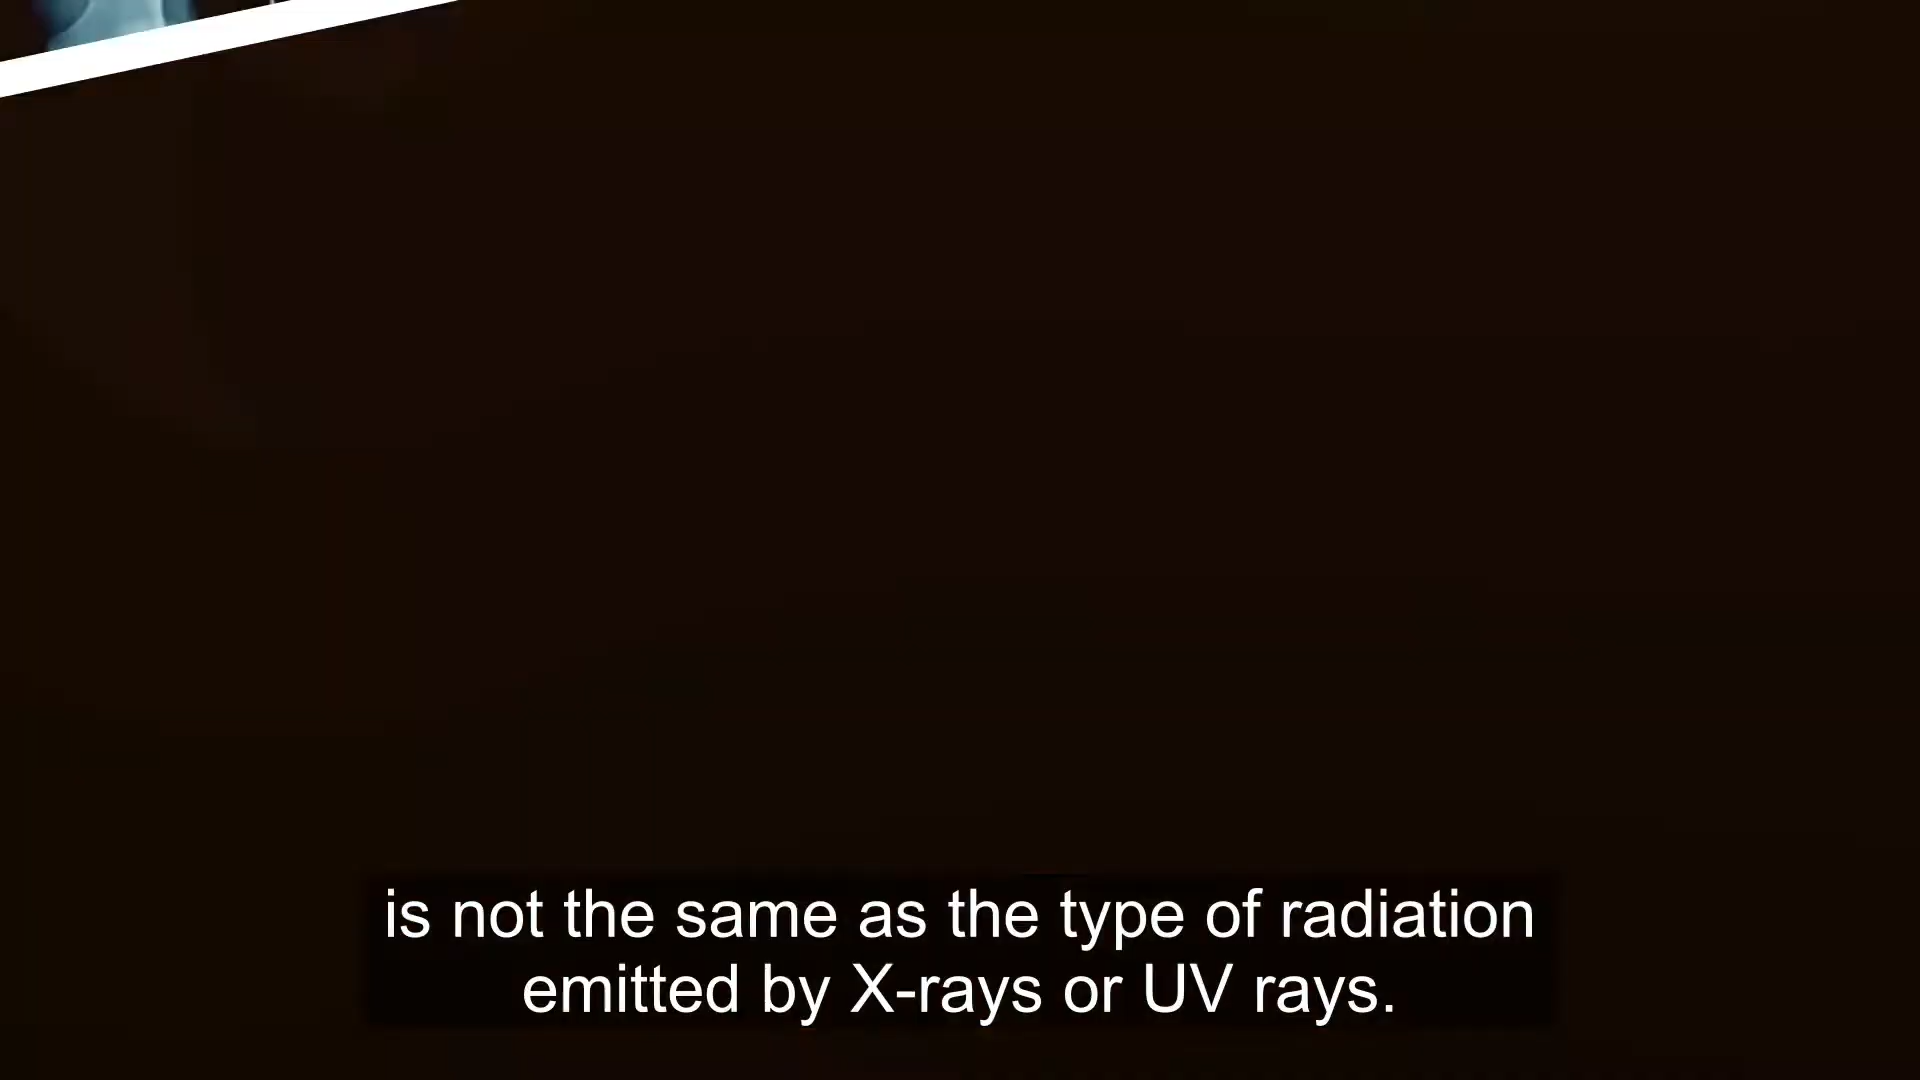 is not the same as the type of radiation
emitted by X-rays or UV rays.